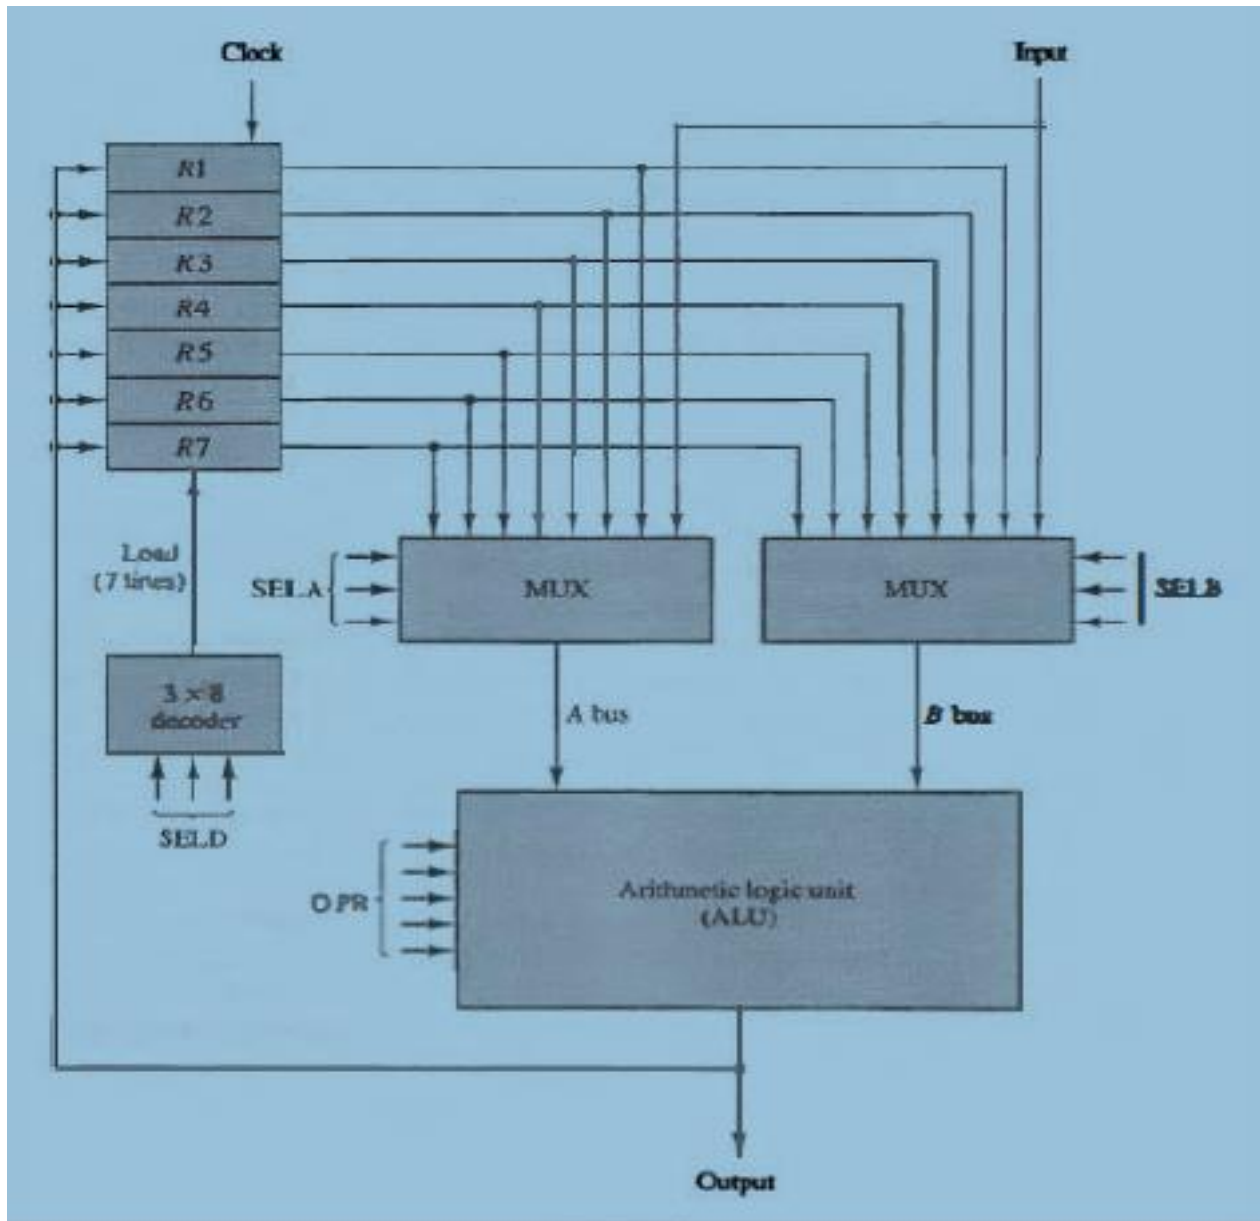 Clock
Input
R1
R2
R3
R4
R5
R6
R7
Load
(7 lines)
SELA
MUX
MUX
SELB
3 × 8
decoder
A bus
B bus
SELD
OPR
Arithmetic logic unit
(ALU)
Output